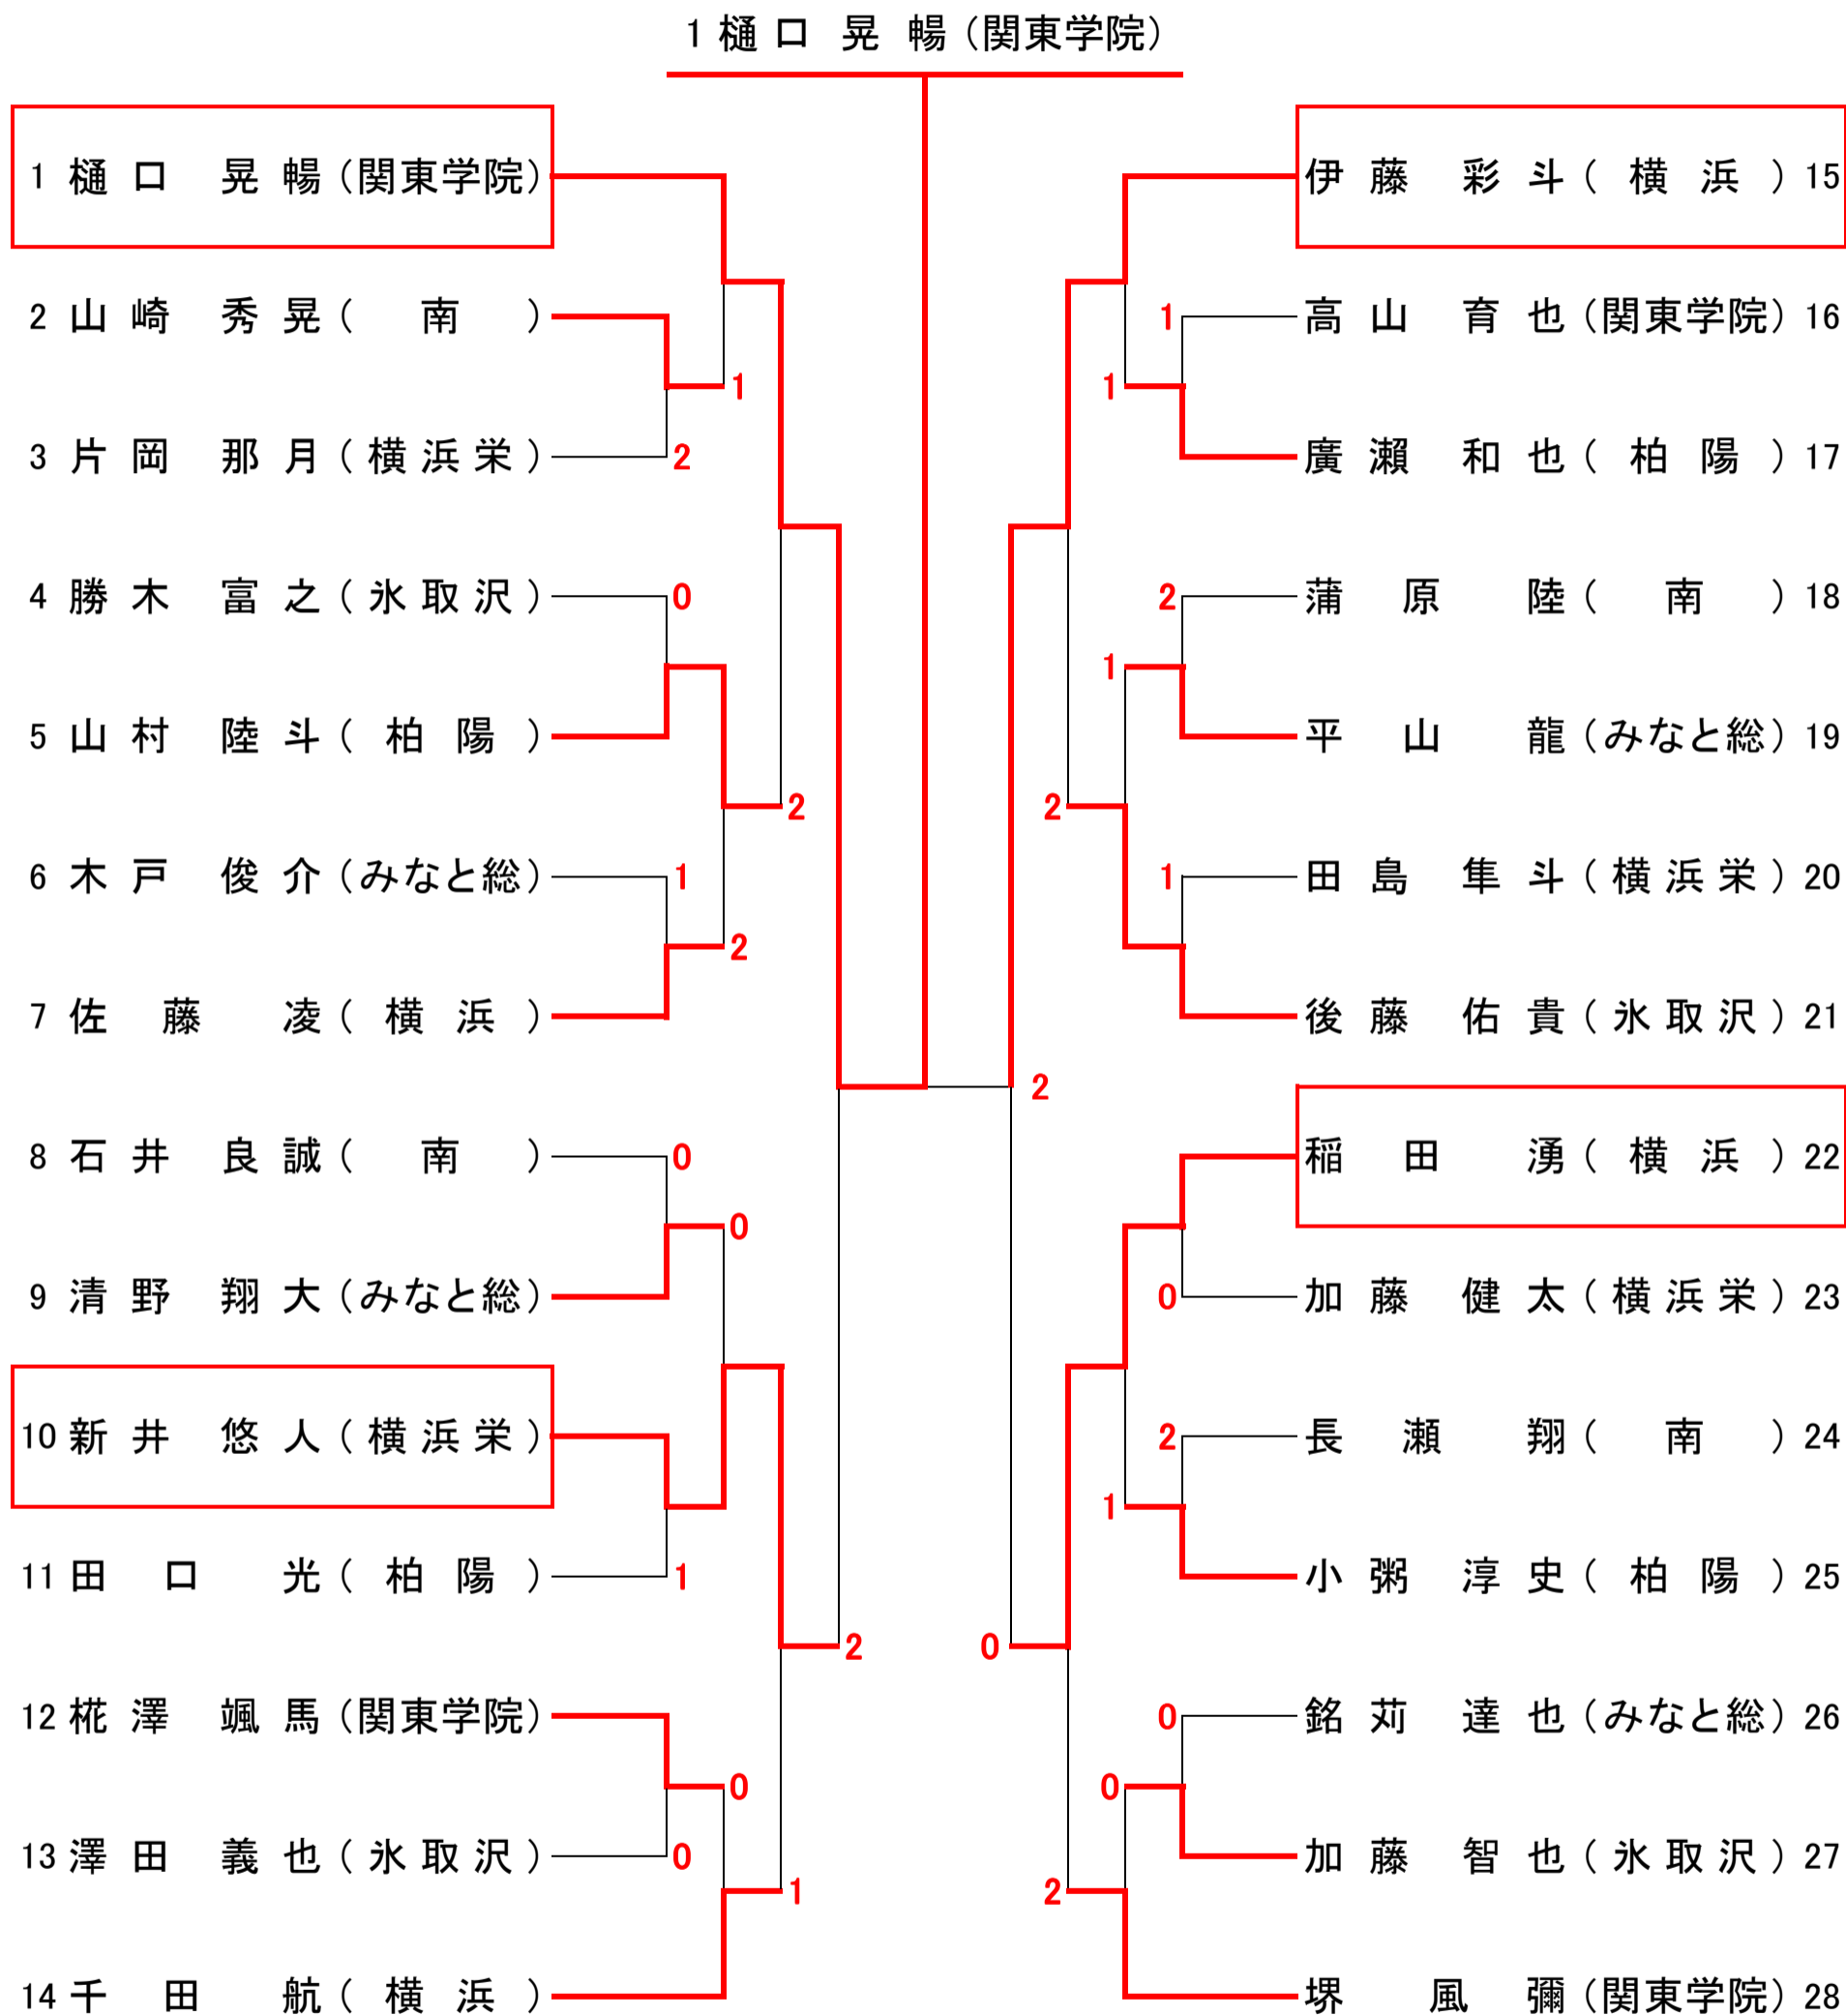 1 樋口 晃暢(関東学院)
1 樋口 晃暢(関東学院)
2 山崎 秀晃(南)
1
3 片岡 那月(横浜栄)
2
4 勝木 富之(氷取沢)
0
5 山村 陸斗(柏陽)
2
6 木戸 俊介(みなと総)
1
2
7 佐藤 凌(横浜)
8 石井 良誠(南)
0
0
9 清野 翔大(みなと総)
10 新井 悠人(横浜栄)
11 田口 光(柏陽)
1
2
12 椛澤 颯馬(関東学院)
0
13 澤田 義也(氷取沢)
0
1
14 千田 航(横浜)
伊藤 彩斗(横浜) 15
1
高山 育也(関東学院) 16
1
廣瀬 和也(柏陽) 17
2
蒲原 陸(南) 18
1
平山 龍(みなと総) 19
2
1
田島 隼斗(横浜栄) 20
後藤 佑貴(氷取沢) 21
2
稲田 湧(横浜) 22
0
加藤 健太(横浜栄) 23
2
長瀬 翔(南) 24
1
小粥 淳史(柏陽) 25
0
0
銘苅 達也(みなと総) 26
0
加藤 智也(氷取沢) 27
2
堺 風彌(関東学院) 28